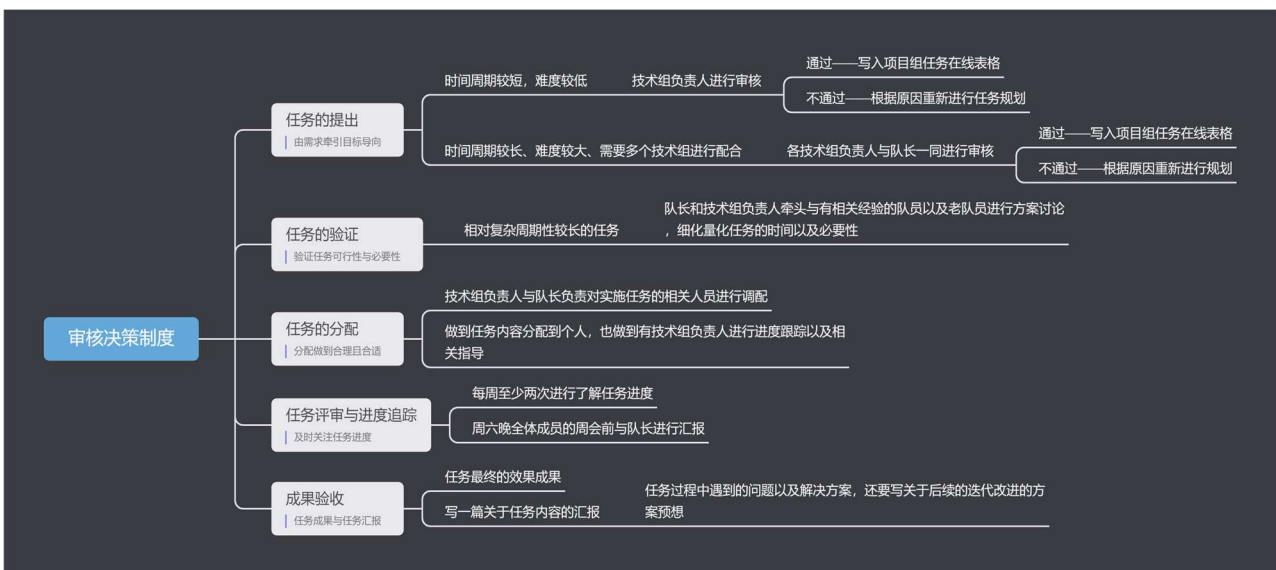 审核决策制度
任务的提出
由需求牵引目标导向
时间周期较短，难度较低
技术组负责人进行审核
通过——写入项目组任务在线表格
不通过——根据原因重新进行任务规划
时间周期较长、难度较大、需要多个技术组进行配合
各技术组负责人与队长一同进行审核
通过——写入项目组任务在线表格
不通过——根据原因重新进行规划
任务的验证
验证任务可行性与必要性
相对复杂周期性较长的任务
队长和技术组负责人牵头与有相关经验的队员以及老队员进行方案讨论
，细化量化任务的时间以及必要性
任务的分配
分配做到合理且合适
技术组负责人与队长负责对实施任务的相关人员进行调配
做到任务内容分配到个人，也做到有技术组负责人进行进度跟踪以及相
关指导
任务评审与进度追踪
及时关注任务进度
每周至少两次进行了解任务进度
周六晚全体成员的周会前与队长进行汇报
成果验收
任务成果与任务汇报
任务最终的效果成果
写一篇关于任务内容的汇报
任务过程中遇到的问题以及解决方案，还要写关于后续的迭代改进的方
案预想